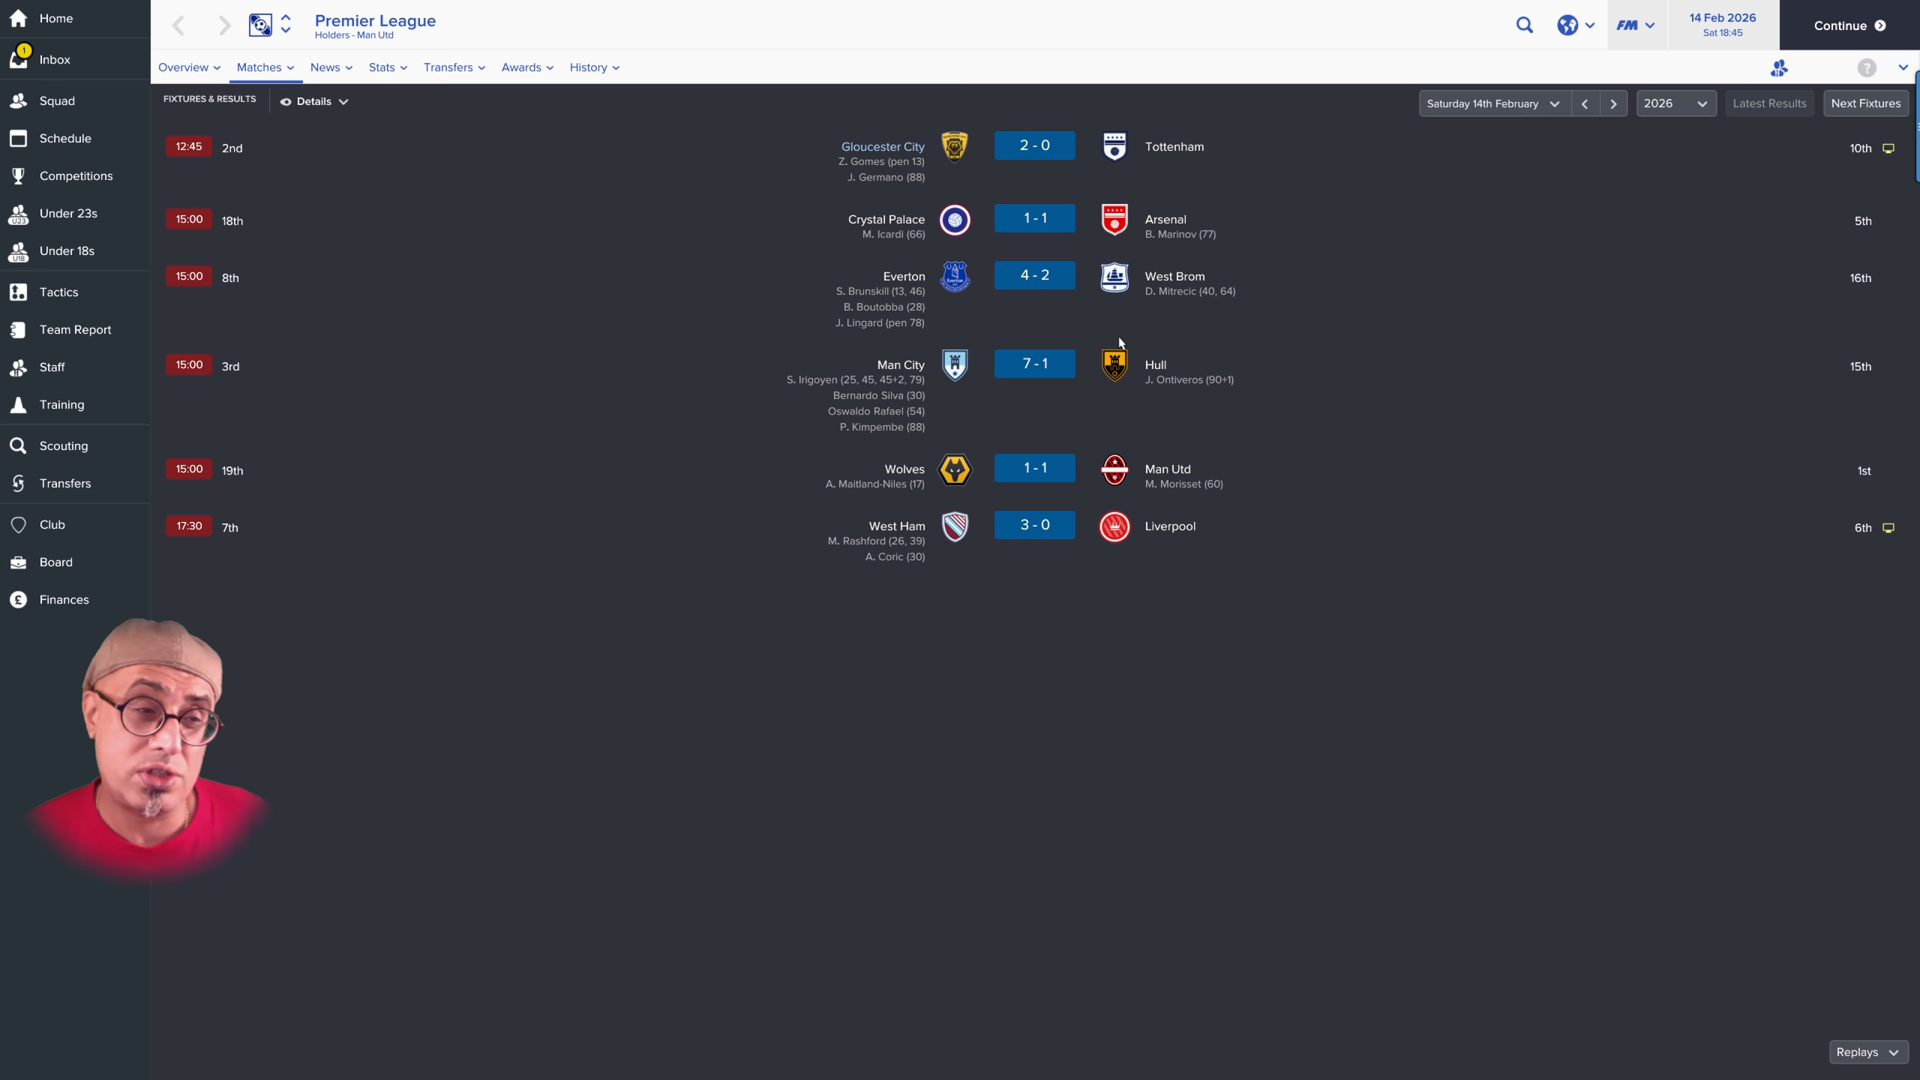 Home
1
Inbox
Squad
Schedule
Competitions
U23
Under 23s
U18
Under 18s
Tactics
Team Report
Staff
Training
Scouting
Transfers
Club
Board
Finances
Premier League
Holders - Man Utd
FM
14 Feb 2026
Sat 18:45
Continue
Overview Matches News Stats Transfers Awards History
?
FIXTURES & RESULTS
Details
Saturday 14th February
2026
Latest Results
Next Fixtures
12:45 2nd Gloucester City 2 - 0 Tottenham 10th
Z. Gomes (pen 13)
J. Germano (88)
15:00 18th Crystal Palace 1 - 1 Arsenal 5th
M. Icardi (66) B. Marinov (77)
15:00 8th Everton 4 - 2 West Brom 16th
S. Brunskill (13, 46) D. Mitrecic (40, 64)
B. Boutobba (28)
J. Lingard (pen 78)
15:00 3rd Man City 7 - 1 Hull 15th
S. Irigoyen (25, 45, 45+2, 79) J. Ontiveros (90+1)
Bernardo Silva (30)
Oswaldo Rafael (54)
P. Kimpembe (88)
15:00 19th Wolves 1 - 1 Man Utd 1st
A. Maitland-Niles (17) M. Morisset (60)
17:30 7th West Ham 3 - 0 Liverpool 6th
M. Rashford (26, 39)
A. Coric (30)
Replays